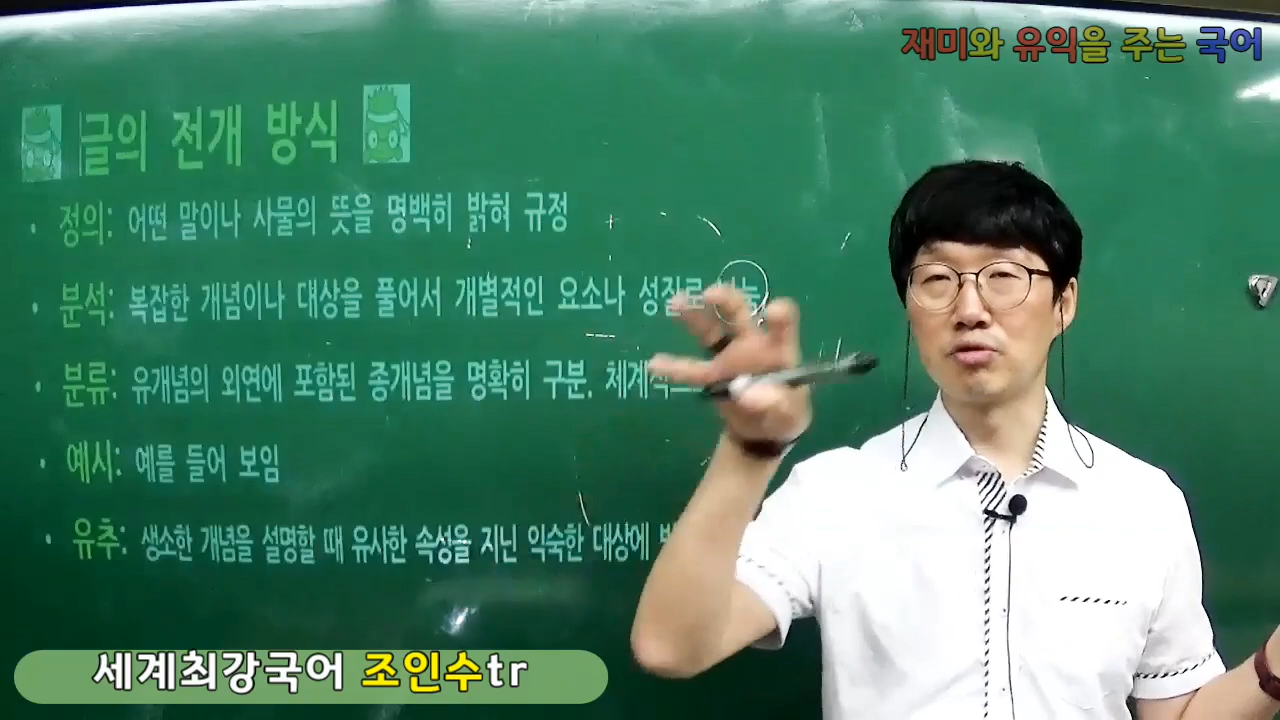 재미와 유익을 주는 국어
글의 전개 방식
• 정의: 어떤 말이나 사물의 뜻을 명백히 밝혀 규정
• 분석: 복잡한 개념이나 대상을 풀어서 개별적인 요소나 성질로
• 분류: 유개념의 외연에 포함된 종개념을 명확히 구분. 체계적으로
• 예시: 예를 들어 보임
• 유추: 생소한 개념을 설명할 때 유사한 속성을 지닌 익숙한 대상에
세계최강국어 조인수tr